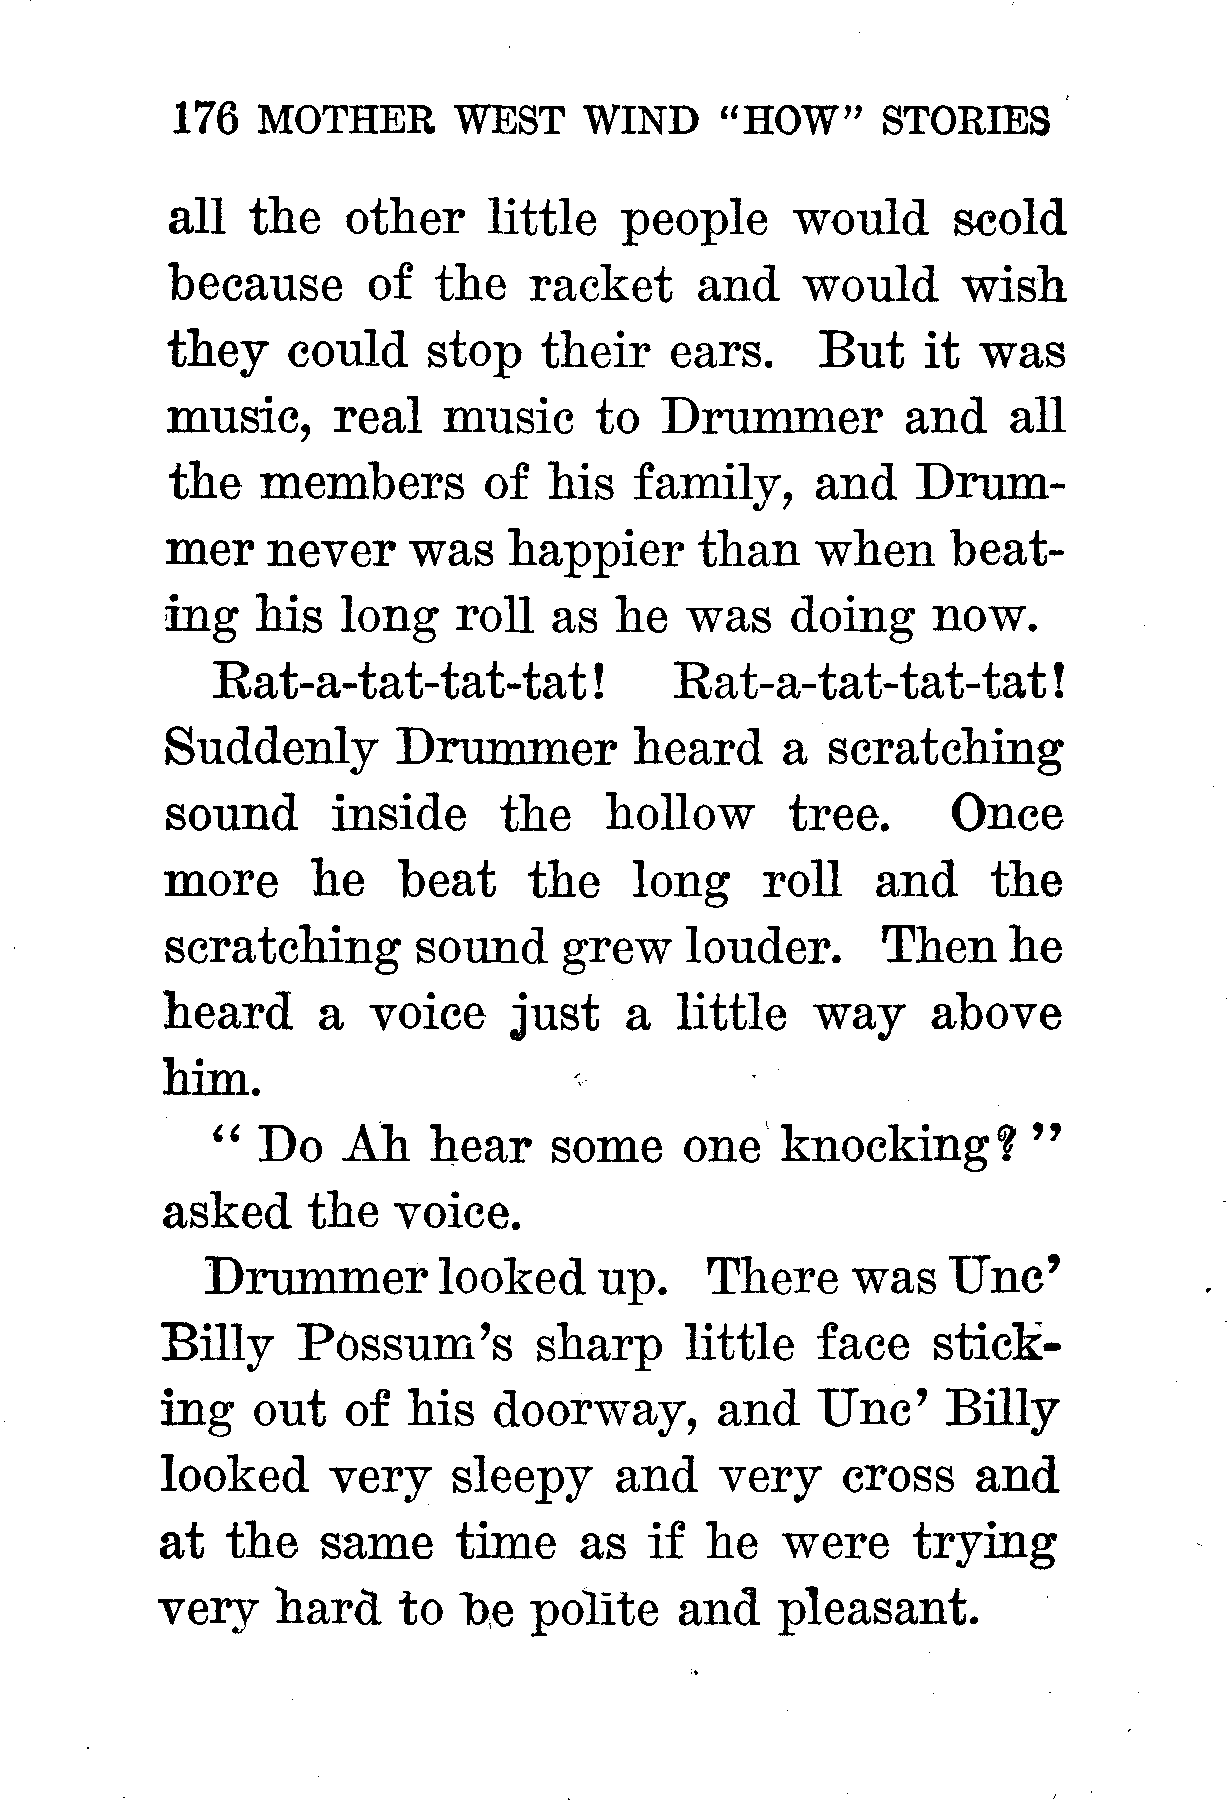 176 MOTHER WEST WIND “HOW” STORIES
all the other little people would scold
because of the racket and would wish
they could stop their ears. But it was
music, real music to Drummer and all
the members of his family, and Drum-
mer never was happier than when beat-
ing his long roll as he was doing now.
Rat-a-tat-tat-tat! Rat-a-tat-tat-tat!
Suddenly Drummer heard a scratching
sound inside the hollow tree. Once
more he beat the long roll and the
scratching sound grew louder. Then he
heard a voice just a little way above
him.
“ Do Ah hear some one knocking? ”
asked the voice.
Drummer looked up. There was Unc’
Billy Possum’s sharp little face stick-
ing out of his doorway, and Unc’ Billy
looked very sleepy and very cross and
at the same time as if he were trying
very hard to be polite and pleasant.